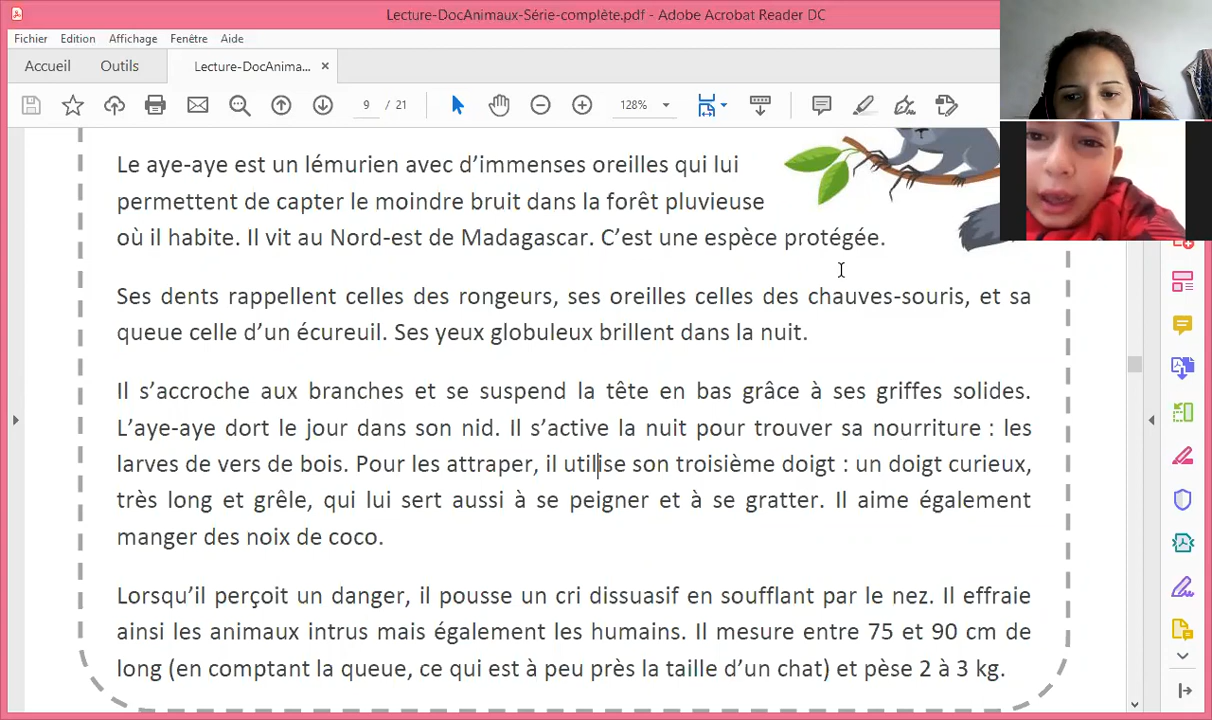 Lecture-DocAnimaux-Série-complète.pdf - Adobe Acrobat Reader DC
Fichier Edition Affichage Fenêtre Aide
Accueil Outils Lecture-DocAnima... ×
9 / 21 128%
Le aye-aye est un lémurien avec d’immenses oreilles qui lui
permettent de capter le moindre bruit dans la forêt pluvieuse
où il habite. Il vit au Nord-est de Madagascar. C’est une espèce protégée.
Ses dents rappellent celles des rongeurs, ses oreilles celles des chauves-souris, et sa
queue celle d’un écureuil. Ses yeux globuleux brillent dans la nuit.
Il s’accroche aux branches et se suspend la tête en bas grâce à ses griffes solides.
L’aye-aye dort le jour dans son nid. Il s’active la nuit pour trouver sa nourriture : les
larves de vers de bois. Pour les attraper, il utilise son troisième doigt : un doigt curieux,
très long et grêle, qui lui sert aussi à se peigner et à se gratter. Il aime également
manger des noix de coco.
Lorsqu’il perçoit un danger, il pousse un cri dissuasif en soufflant par le nez. Il effraie
ainsi les animaux intrus mais également les humains. Il mesure entre 75 et 90 cm de
long (en comptant la queue, ce qui est à peu près la taille d’un chat) et pèse 2 à 3 kg.